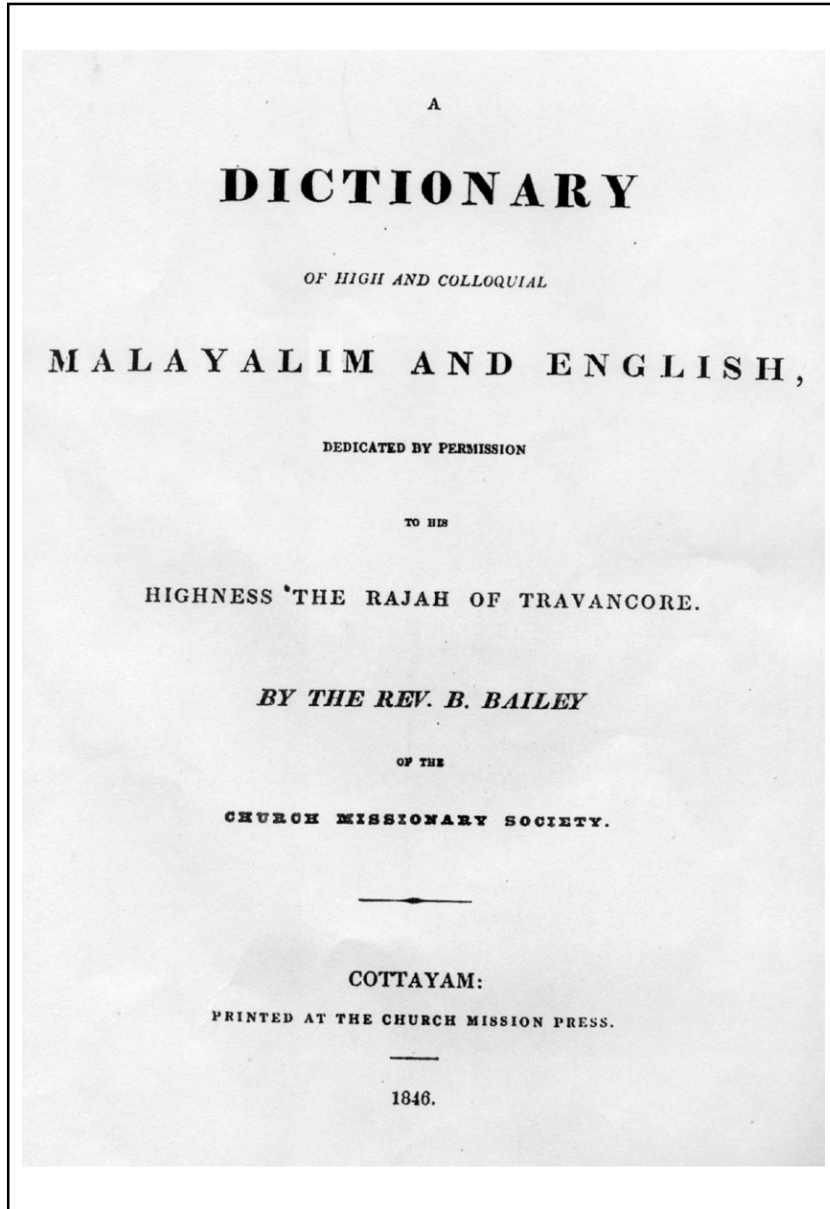 A
DICTIONARY
OF HIGH AND COLLOQUIAL
MALAYALIM AND ENGLISH,
DEDICATED BY PERMISSION
TO HIS
HIGHNESS THE RAJAH OF TRAVANCORE.
BY THE REV. B. BAILEY
OF THE
CHURCH MISSIONARY SOCIETY.
COTTAYAM:
PRINTED AT THE CHURCH MISSION PRESS.
1846.